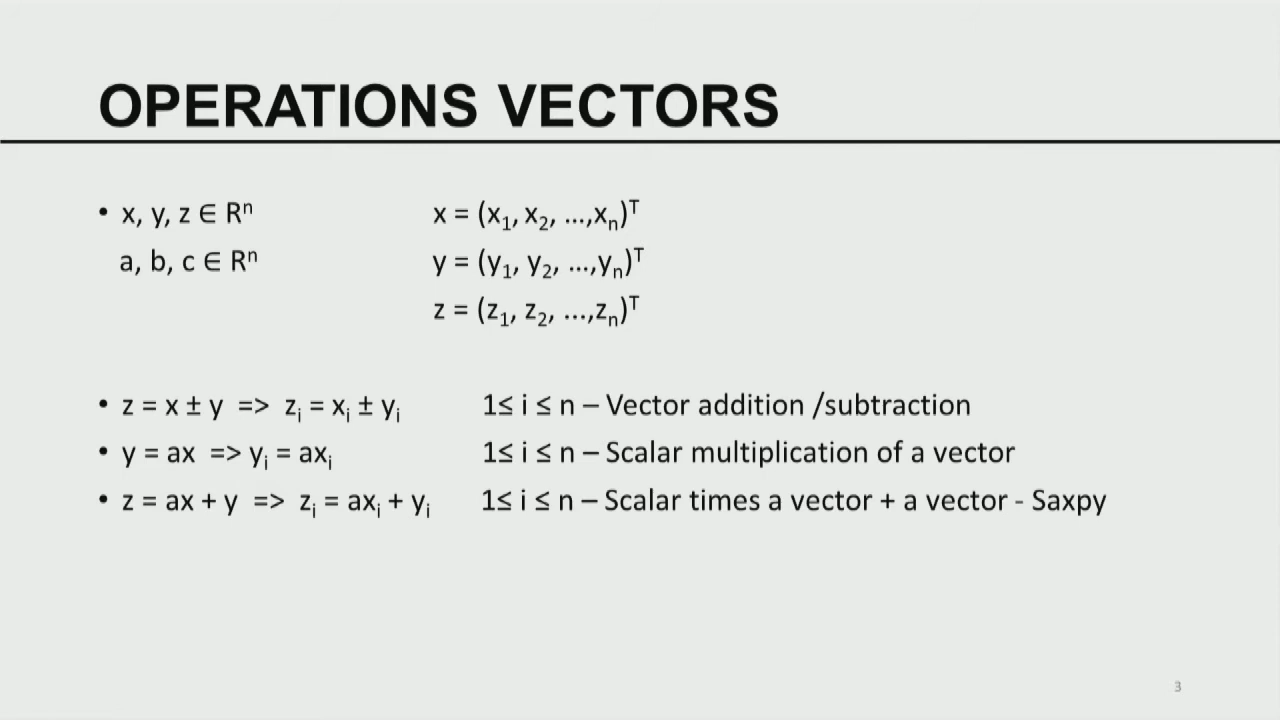 OPERATIONS VECTORS
• x, y, z ∈ Rⁿ x = (x₁, x₂, ...,xₙ)ᵀ
a, b, c ∈ Rⁿ y = (y₁, y₂, ...,yₙ)ᵀ
z = (z₁, z₂, ...,zₙ)ᵀ
• z = x ± y => zᵢ = xᵢ ± yᵢ 1≤ i ≤ n – Vector addition /subtraction
• y = ax => yᵢ = axᵢ 1≤ i ≤ n – Scalar multiplication of a vector
• z = ax + y => zᵢ = axᵢ + yᵢ 1≤ i ≤ n – Scalar times a vector + a vector - Saxpy
3